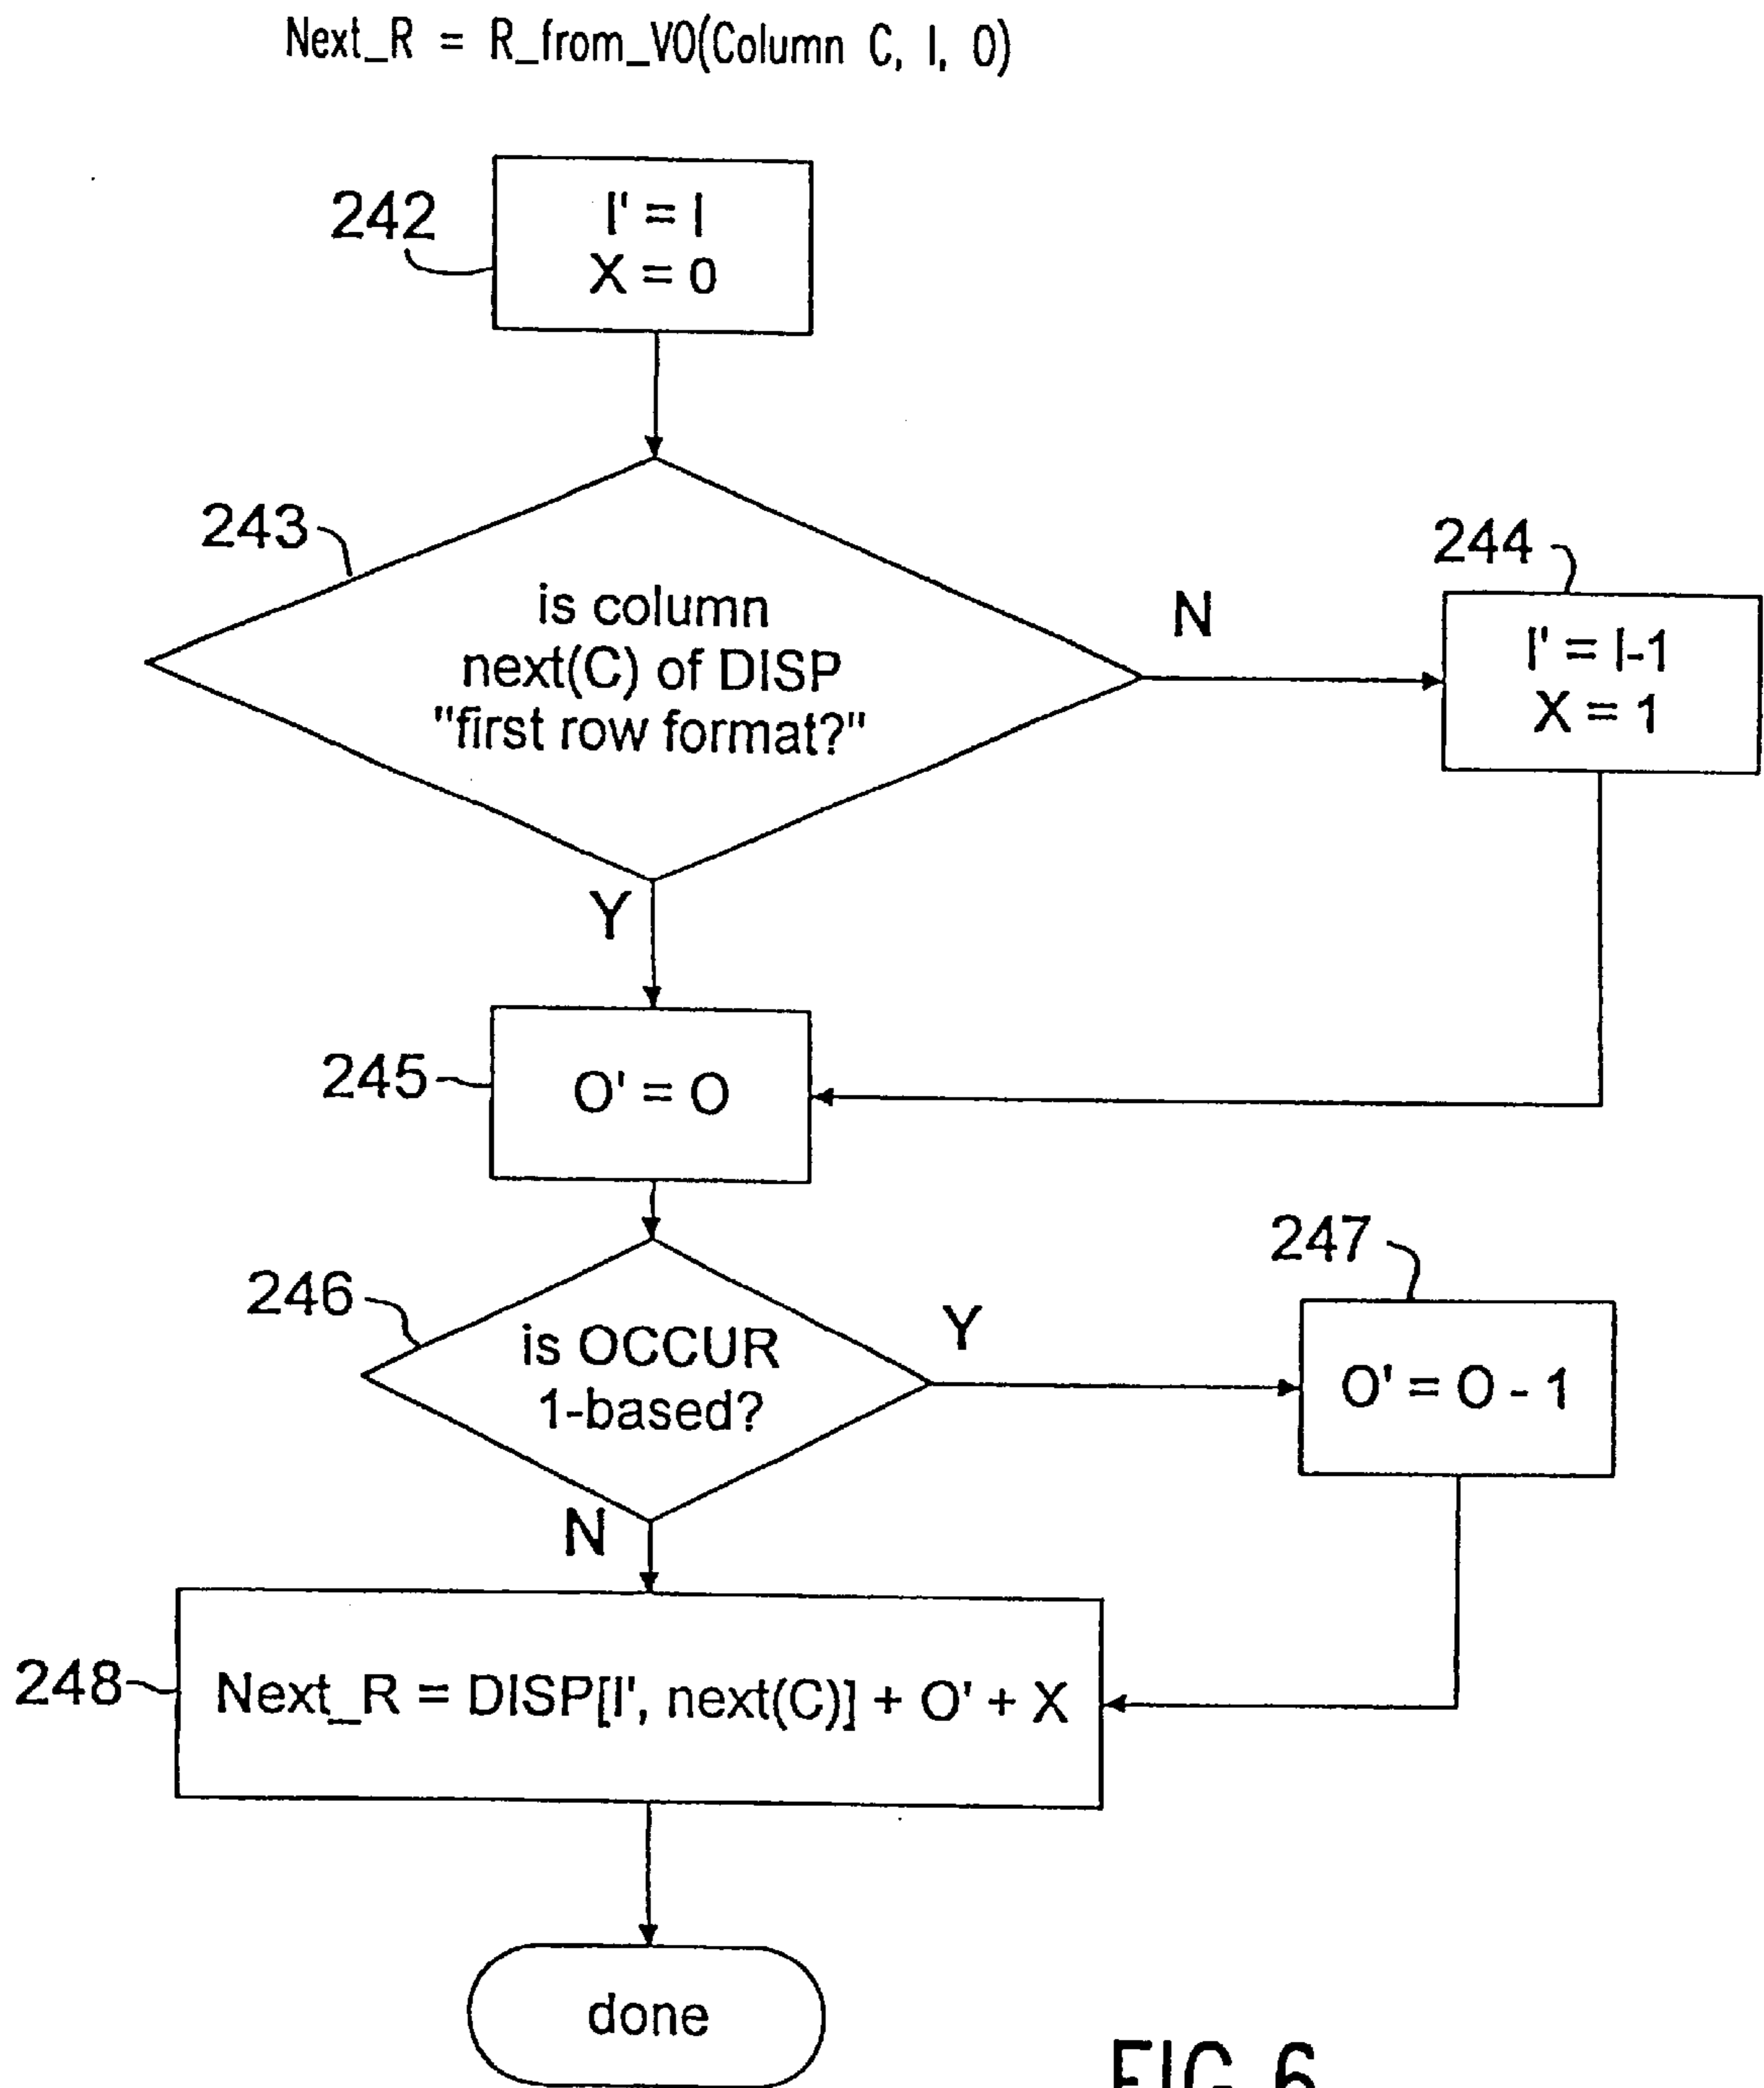 Next_R = R_from_VO(Column C, I, O)
242
I' = I
X = 0
243
is column
next(C) of DISP
"first row format?"
N
244
I' = I-1
X = 1
Y
245
O' = O
246
is OCCUR
1-based?
Y
247
O' = O - 1
N
248
Next_R = DISP[I', next(C)] + O' + X
done
FIG. 6